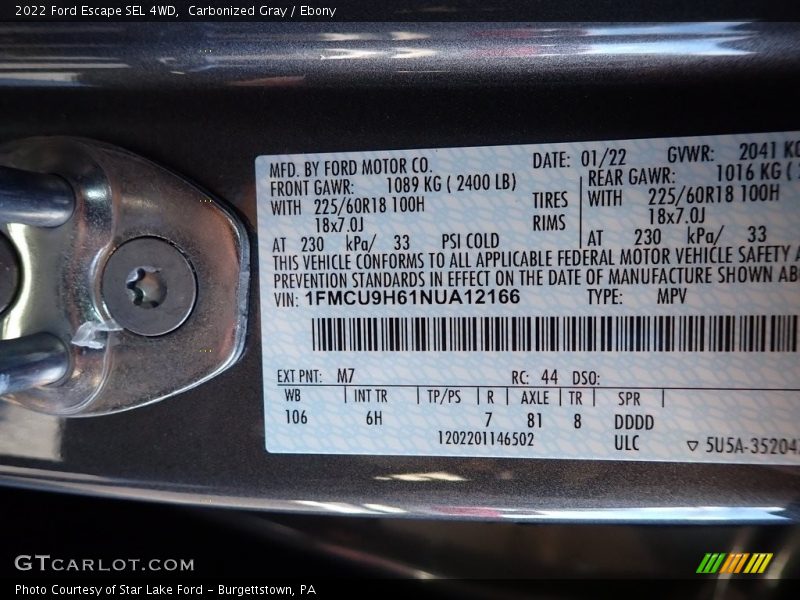 2022 Ford Escape SEL 4WD,  Carbonized Gray / Ebony
MFD. BY FORD MOTOR CO.
DATE: 01/22 GVWR: 2041 KG
FRONT GAWR: 1089 KG ( 2400 LB) REAR GAWR: 1016 KG (
WITH 225/60R18 100H TIRES WITH 225/60R18 100H
18x7.0J RIMS 18x7.0J
AT 230 kPa/ 33 PSI COLD AT 230 kPa/ 33
THIS VEHICLE CONFORMS TO ALL APPLICABLE FEDERAL MOTOR VEHICLE SAFETY A
PREVENTION STANDARDS IN EFFECT ON THE DATE OF MANUFACTURE SHOWN AB
VIN: 1FMCU9H61NUA12166 TYPE: MPV
EXT PNT: M7 RC: 44 DSO:
WB INT TR TP/PS R AXLE TR SPR
106 6H 7 81 8 DDDD
1202201146502 ULC ▽ 5U5A-35204
GTCARLOT.COM
Photo Courtesy of Star Lake Ford - Burgettstown, PA